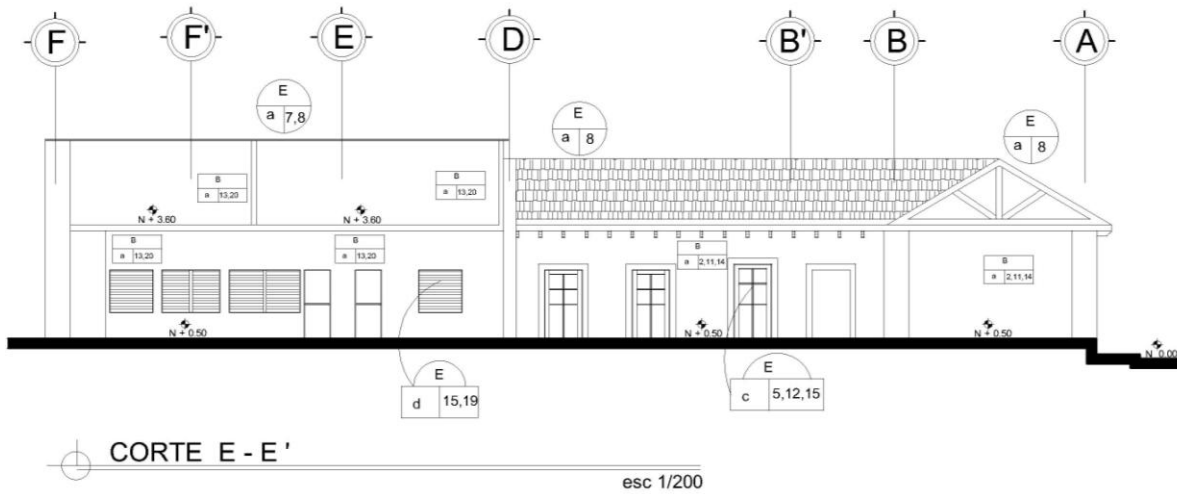 F F' E D B' B A
E
a 7,8
E
a 8
E
a 8
B
a 13,20
B
a 13,20
N + 3.60
N + 3.60
B
a 13,20
B
a 13,20
B
a 2,11,14
B
a 2,11,14
N + 0.50
N + 0.50
N + 0.50
N 0.00
E
d 15,19
E
c 5,12,15
CORTE E - E '
esc 1/200